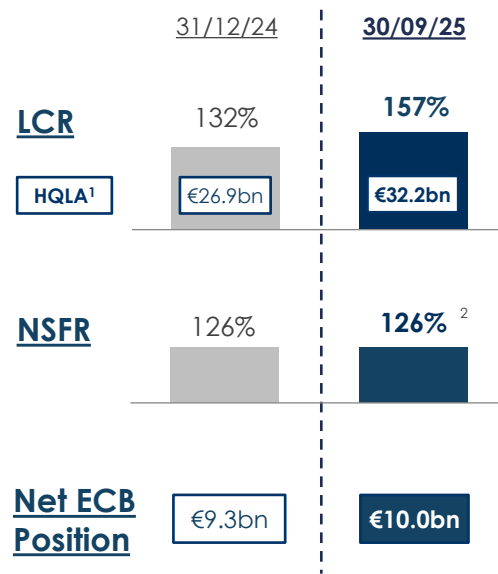 31/12/24 30/09/25
LCR 132% 157%
HQLA¹ €26.9bn €32.2bn
NSFR 126% 126% ²
Net ECB
Position €9.3bn €10.0bn